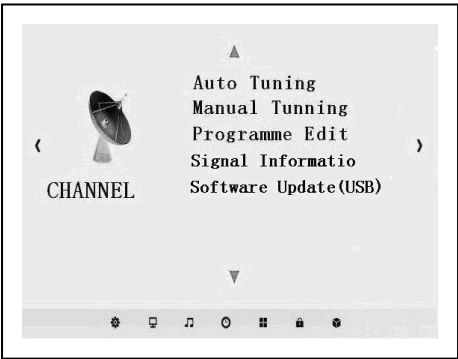 Auto Tuning
Manual Tunning
Programme Edit
Signal Informatio
Software Update(USB)
CHANNEL